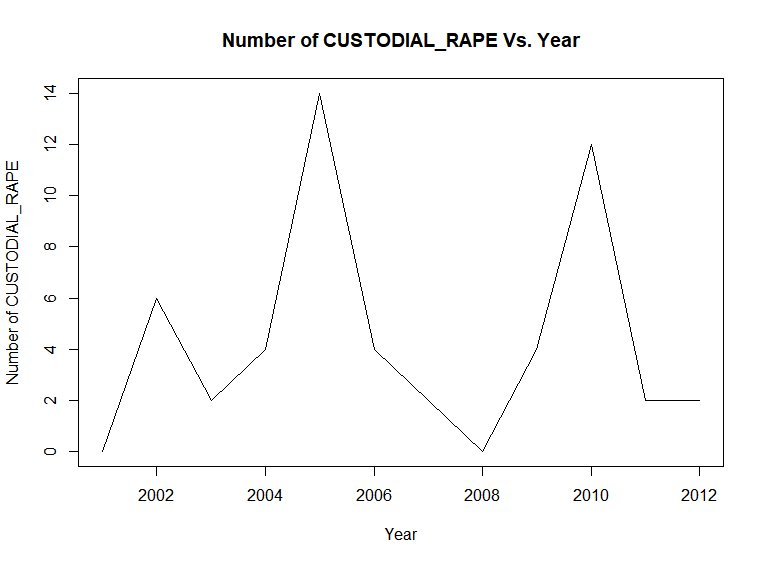 Number of CUSTODIAL_RAPE Vs. Year
Number of CUSTODIAL_RAPE
14
12
10
8
6
4
2
0
2002 2004 2006 2008 2010 2012
Year